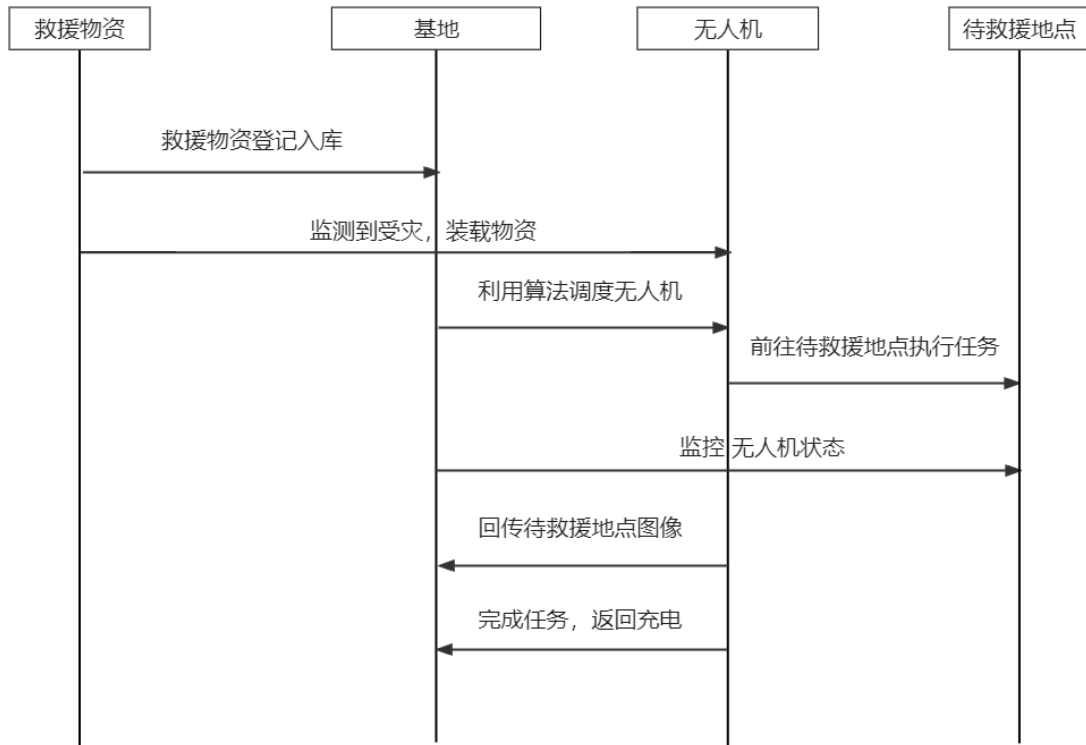 救援物资
基地
无人机
待救援地点
救援物资登记入库
监测到受灾，装载物资
利用算法调度无人机
前往待救援地点执行任务
监控 无人机状态
回传待救援地点图像
完成任务，返回充电